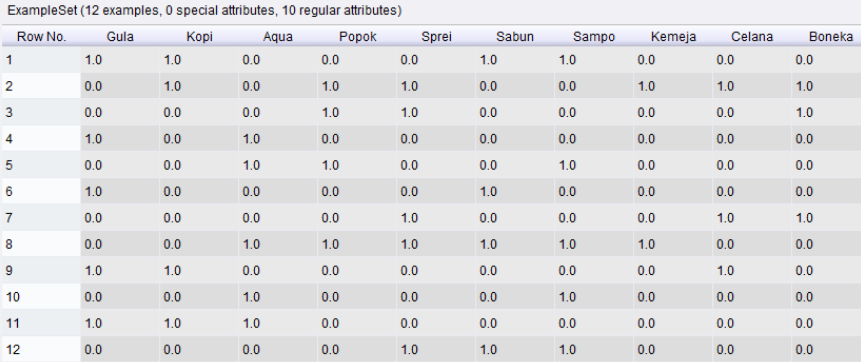 ExampleSet (12 examples, 0 special attributes, 10 regular attributes)
Row No. Gula Kopi Aqua Popok Sprei Sabun Sampo Kemeja Celana Boneka
1 1.0 1.0 0.0 0.0 0.0 1.0 1.0 0.0 0.0 0.0
2 0.0 1.0 0.0 1.0 1.0 0.0 0.0 1.0 1.0 1.0
3 0.0 0.0 0.0 1.0 1.0 0.0 0.0 0.0 0.0 1.0
4 1.0 0.0 1.0 0.0 0.0 0.0 0.0 0.0 0.0 0.0
5 0.0 0.0 1.0 1.0 0.0 0.0 1.0 0.0 0.0 0.0
6 1.0 0.0 0.0 0.0 0.0 1.0 0.0 0.0 0.0 0.0
7 0.0 0.0 0.0 0.0 1.0 0.0 0.0 0.0 1.0 1.0
8 0.0 0.0 1.0 1.0 1.0 1.0 1.0 1.0 0.0 0.0
9 1.0 1.0 0.0 0.0 0.0 0.0 0.0 0.0 1.0 0.0
10 0.0 0.0 1.0 0.0 0.0 0.0 1.0 0.0 0.0 0.0
11 1.0 1.0 1.0 0.0 0.0 0.0 0.0 0.0 0.0 0.0
12 0.0 0.0 0.0 0.0 1.0 1.0 1.0 0.0 0.0 0.0